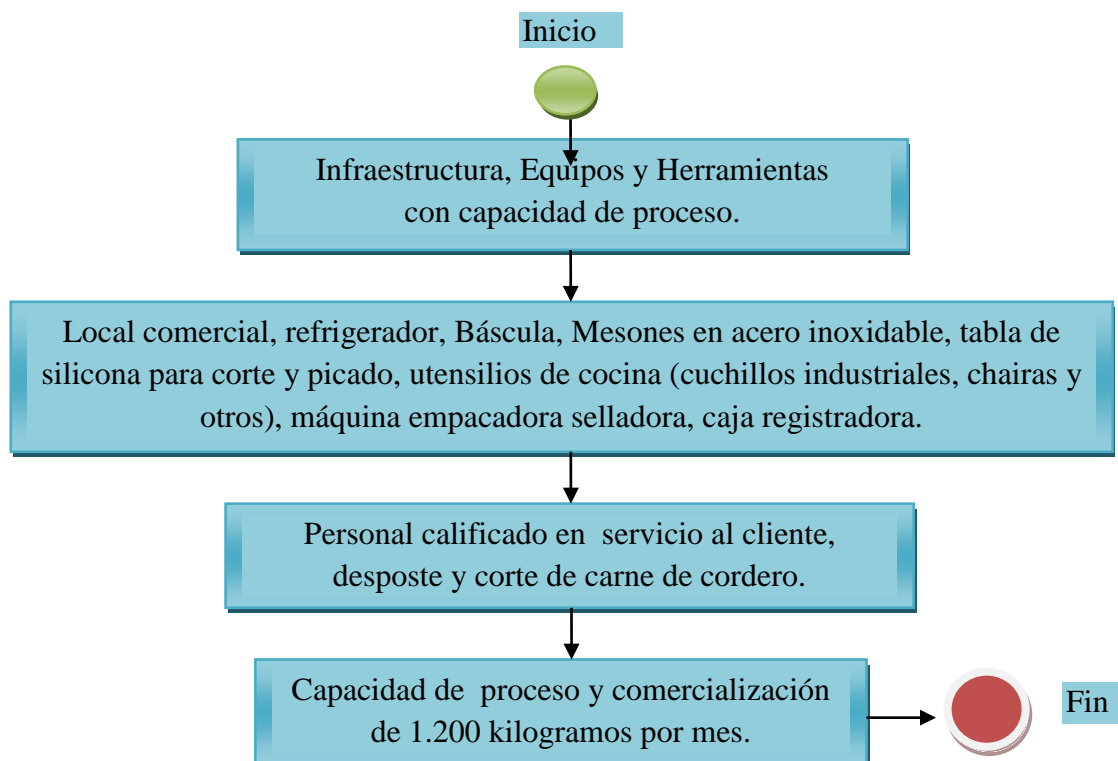 Inicio
Infraestructura, Equipos y Herramientas
con capacidad de proceso.
Local comercial, refrigerador, Báscula, Mesones en acero inoxidable, tabla de
silicona para corte y picado, utensilios de cocina (cuchillos industriales, chairas y
otros), máquina empacadora selladora, caja registradora.
Personal calificado en servicio al cliente,
desposte y corte de carne de cordero.
Capacidad de proceso y comercialización
de 1.200 kilogramos por mes.
Fin